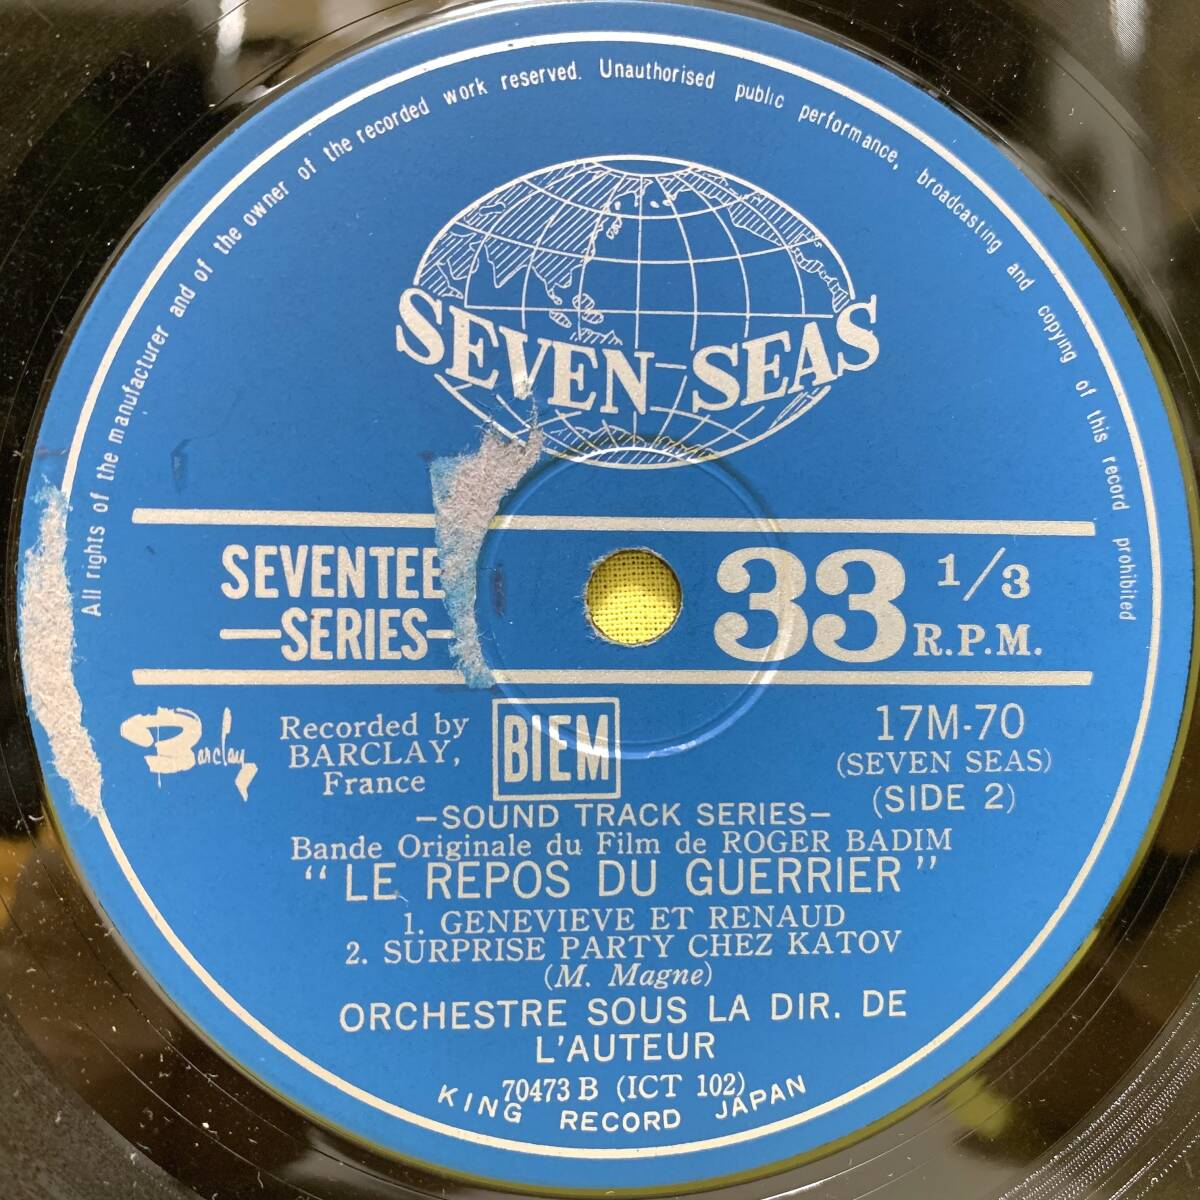 All rights of the manufacturer and of the owner of the recorded work reserved. Unauthorised public performance, broadcasting and copying of this record prohibited
SEVEN SEAS
SEVENTEE
—SERIES—
33 1/3
R.P.M.
Barclay
Recorded by
BARCLAY,
France
BIEM
17M-70
(SEVEN SEAS)
(SIDE 2)
—SOUND TRACK SERIES—
Bande Originale du Film de ROGER BADIM
"LE REPOS DU GUERRIER"
1. GENEVIEVE ET RENAUD
2. SURPRISE PARTY CHEZ KATOV
(M. Magne)
ORCHESTRE SOUS LA DIR. DE
L'AUTEUR
70473 B (ICT 102)
KING RECORD JAPAN